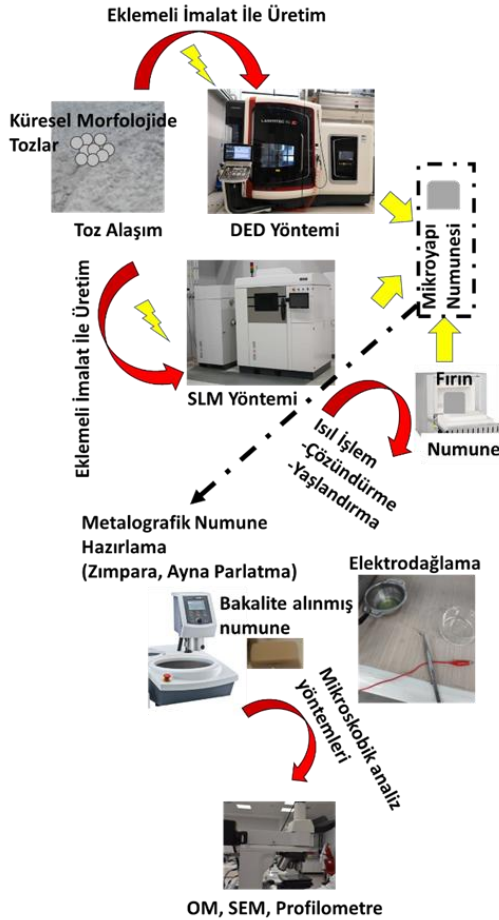 Eklemeli İmalat İle Üretim
Küresel Morfolojide
Tozlar
Toz Alaşım
DED Yöntemi
Mikroyapı
Numunesi
Eklemeli İmalat İle Üretim
SLM Yöntemi
Fırın
Numune
Isıl İşlem
-Çözündürme
-Yaşlandırma
Metalografik Numune
Hazırlama
(Zımpara, Ayna Parlatma)
Elektrodağlama
Bakalite alınmış
numune
Mikroskobik analiz
yöntemleri
OM, SEM, Profilometre